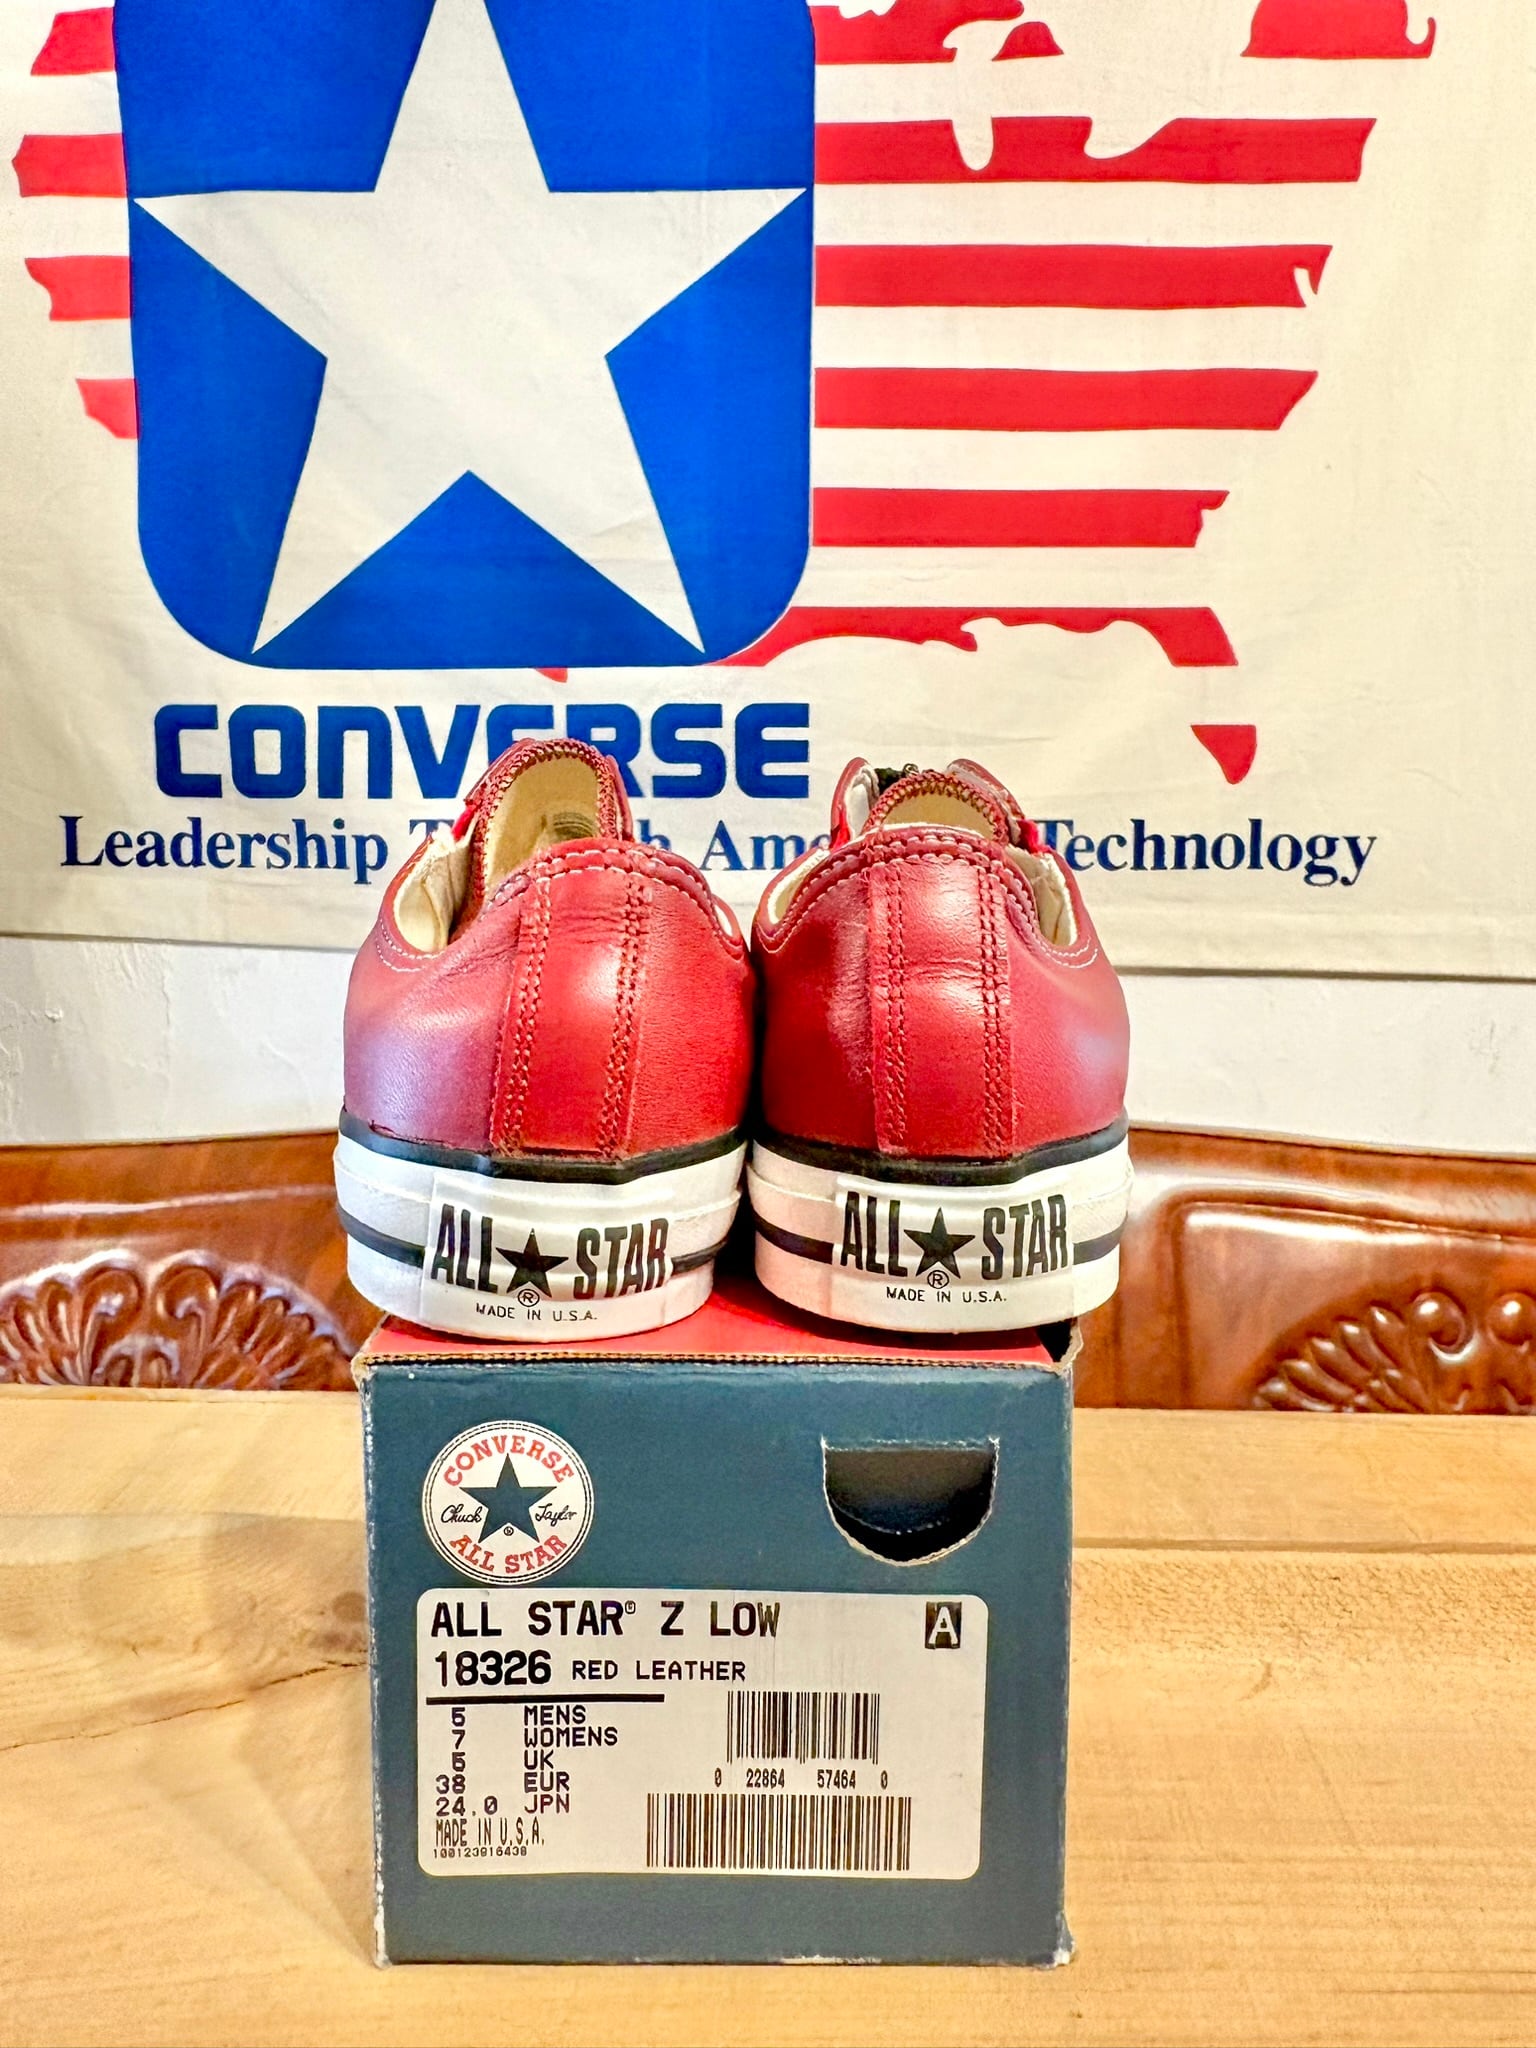 CONVERSE
Leadership Ame Technology
ALL★STAR
®
MADE IN U.S.A.
ALL★STAR
®
MADE IN U.S.A.
CONVERSE
Chuck Taylor
®
ALL STAR
ALL STAR® Z LOW A
18326 RED LEATHER
5 MENS
7 WOMENS
5 UK
38 EUR
24.0 JPN
MADE IN U.S.A.
100123916438
0 22864 57464 0